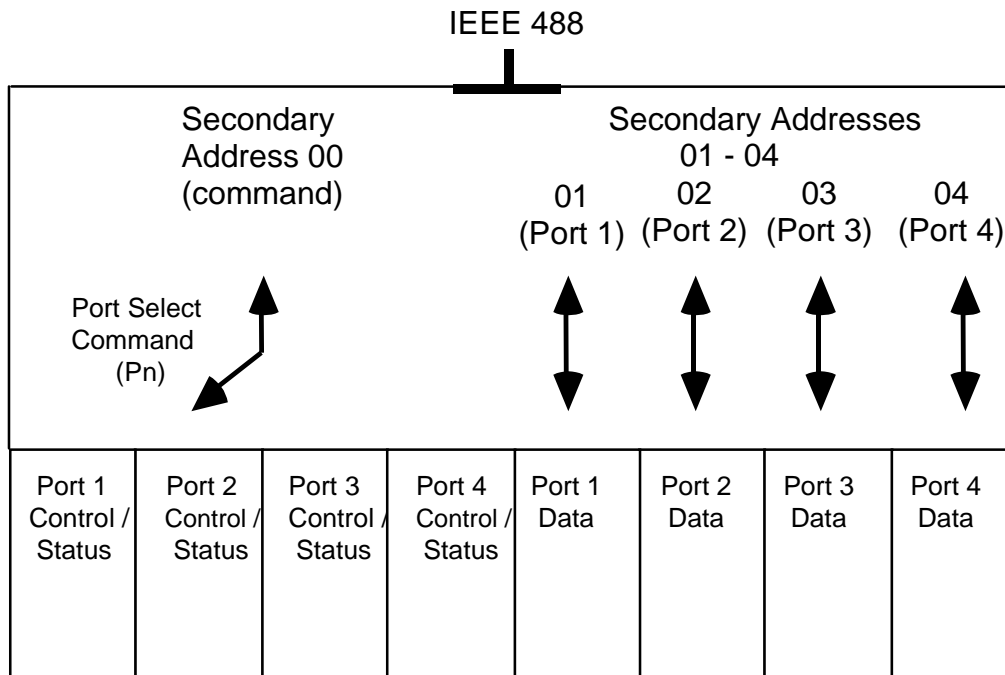 IEEE 488
Secondary
Address 00
(command)
Secondary Addresses
01 - 04
01
(Port 1)
02
(Port 2)
03
(Port 3)
04
(Port 4)
Port Select
Command
(Pn)
Port 1
Control /
Status
Port 2
Control /
Status
Port 3
Control /
Status
Port 4
Control /
Status
Port 1
Data
Port 2
Data
Port 3
Data
Port 4
Data